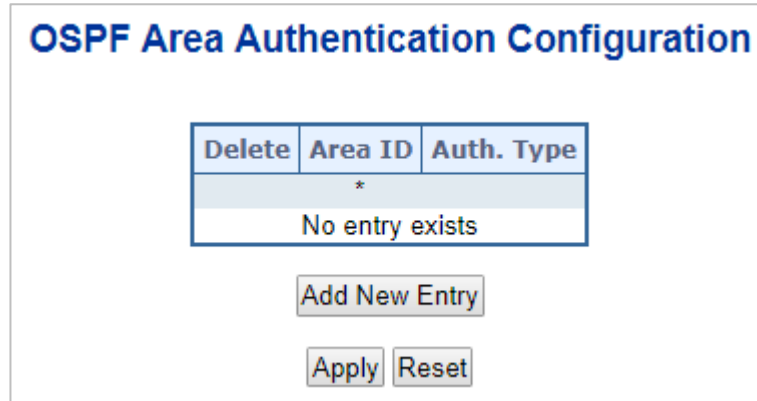 OSPF Area Authentication Configuration
Delete Area ID Auth. Type
*
No entry exists
Add New Entry
Apply Reset